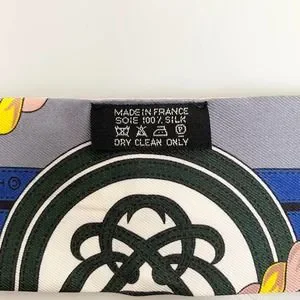 MADE IN FRANCE
SOIE 100% SILK
DRY CLEAN ONLY